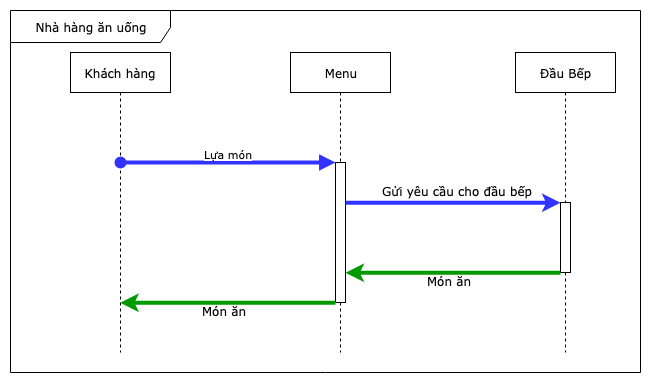 Nhà hàng ăn uống
Khách hàng
Menu
Đầu Bếp
Lựa món
Gửi yêu cầu cho đầu bếp
Món ăn
Món ăn